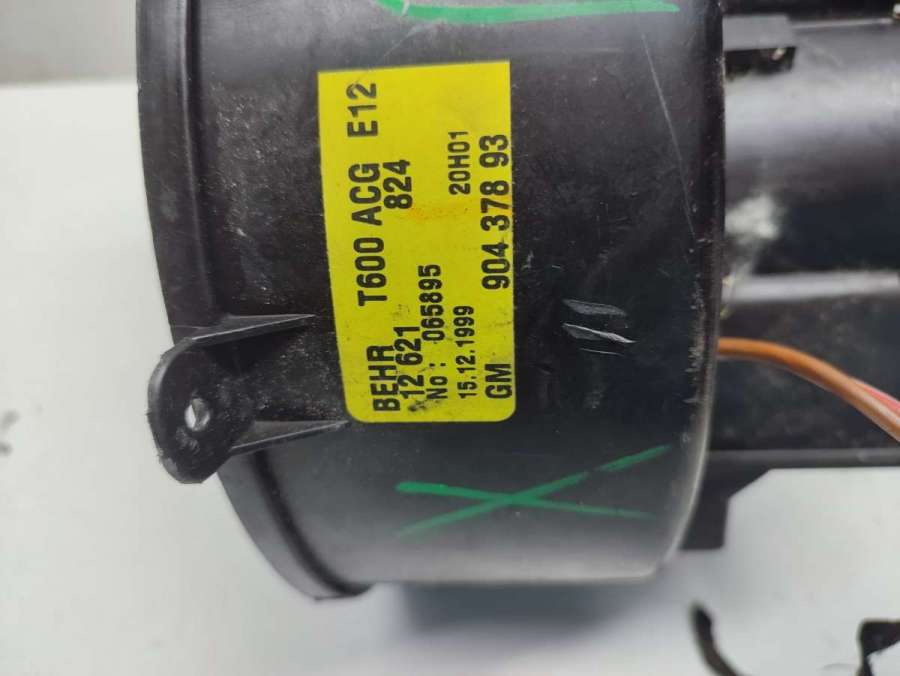 BEHR T600 ACG E12
12 621 824
No : 065895
15.12.1999 20H01
GM 904 378 93